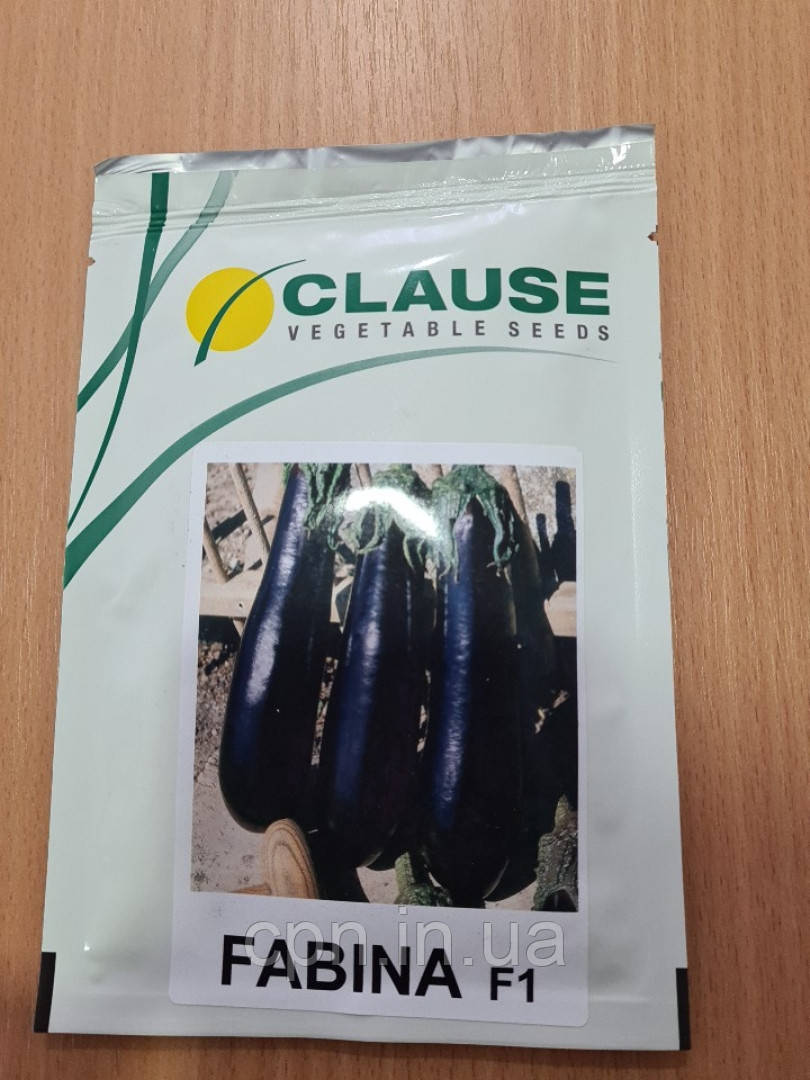 CLAUSE
VEGETABLE SEEDS
cpn.in.ua
FABINA F1